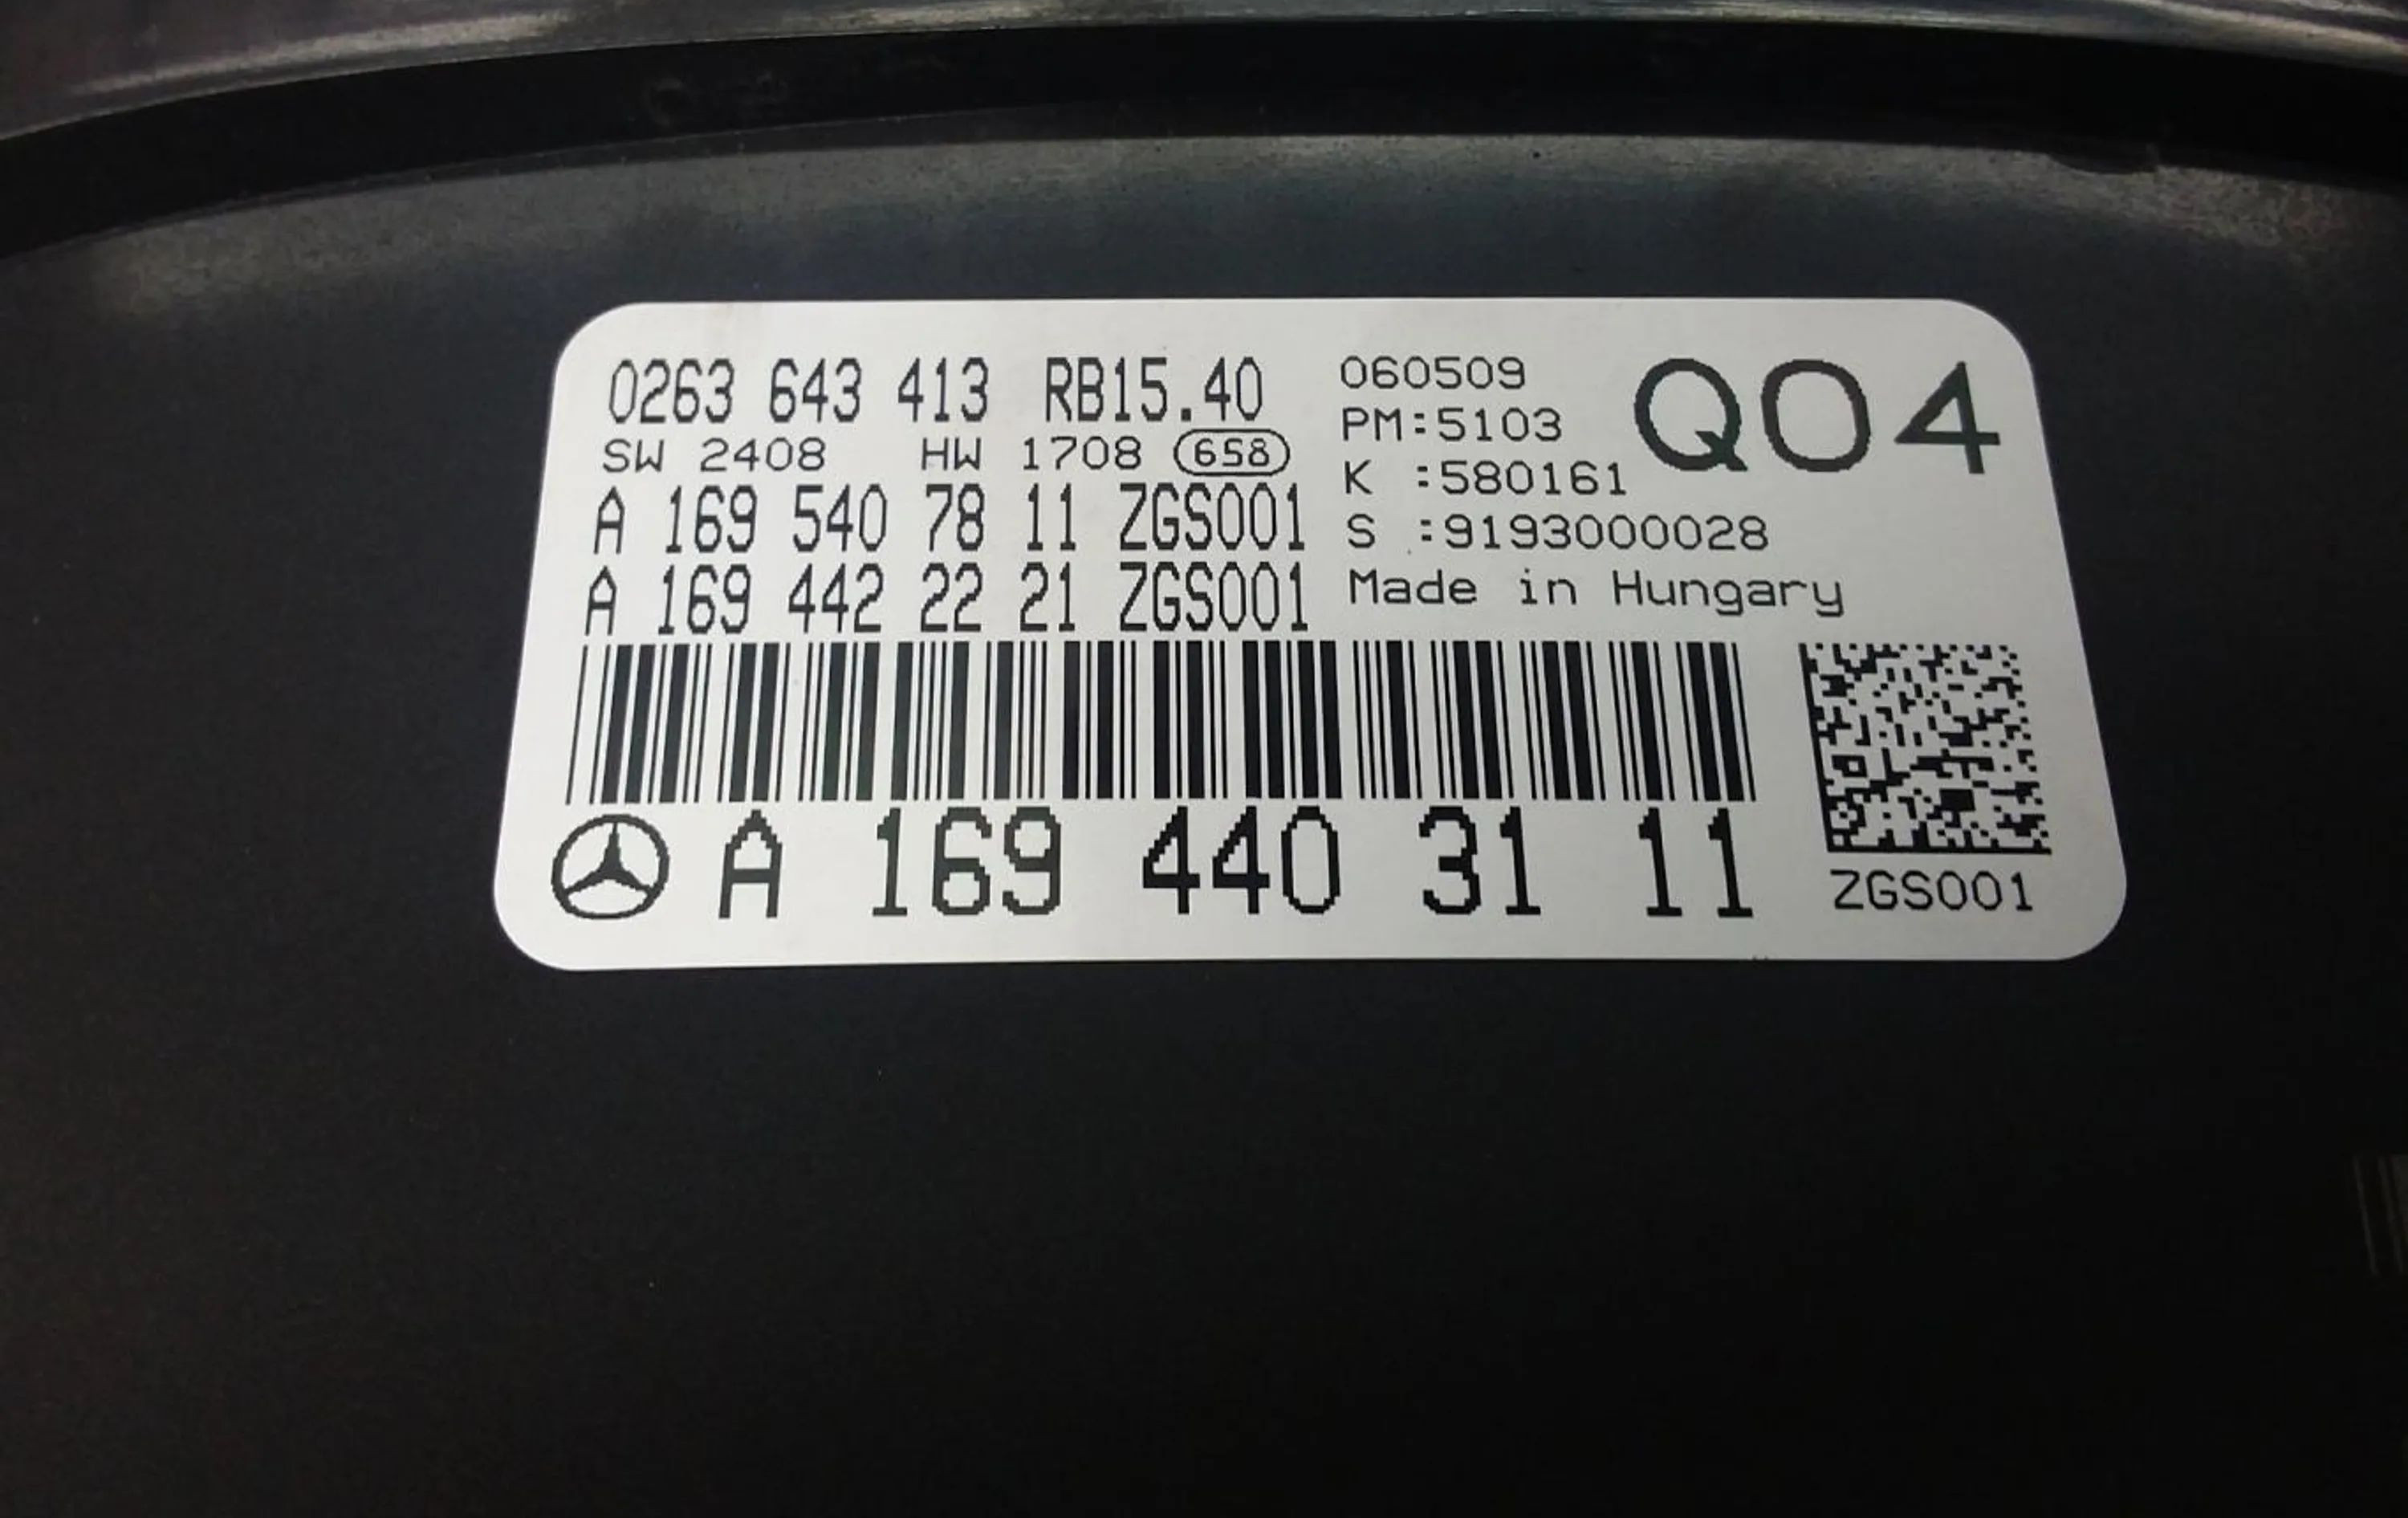 0263 643 413 RB15.40
SW 2408 HW 1708 658
A 169 540 78 11 ZGS001
A 169 442 22 21 ZGS001
060509
PM:5103
K :580161
S :9193000028
Made in Hungary
Q04
A 169 440 31 11
ZGS001